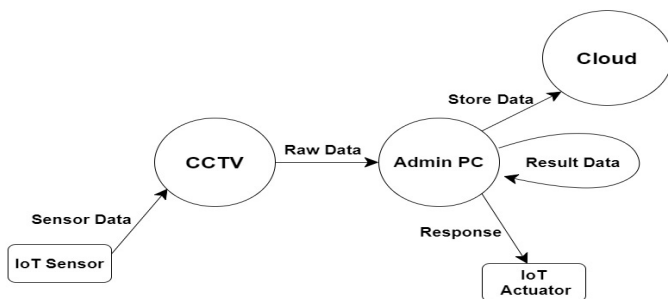 Cloud
Store Data
Raw Data
CCTV
Admin PC
Result Data
Sensor Data
Response
IoT Sensor
IoT
Actuator